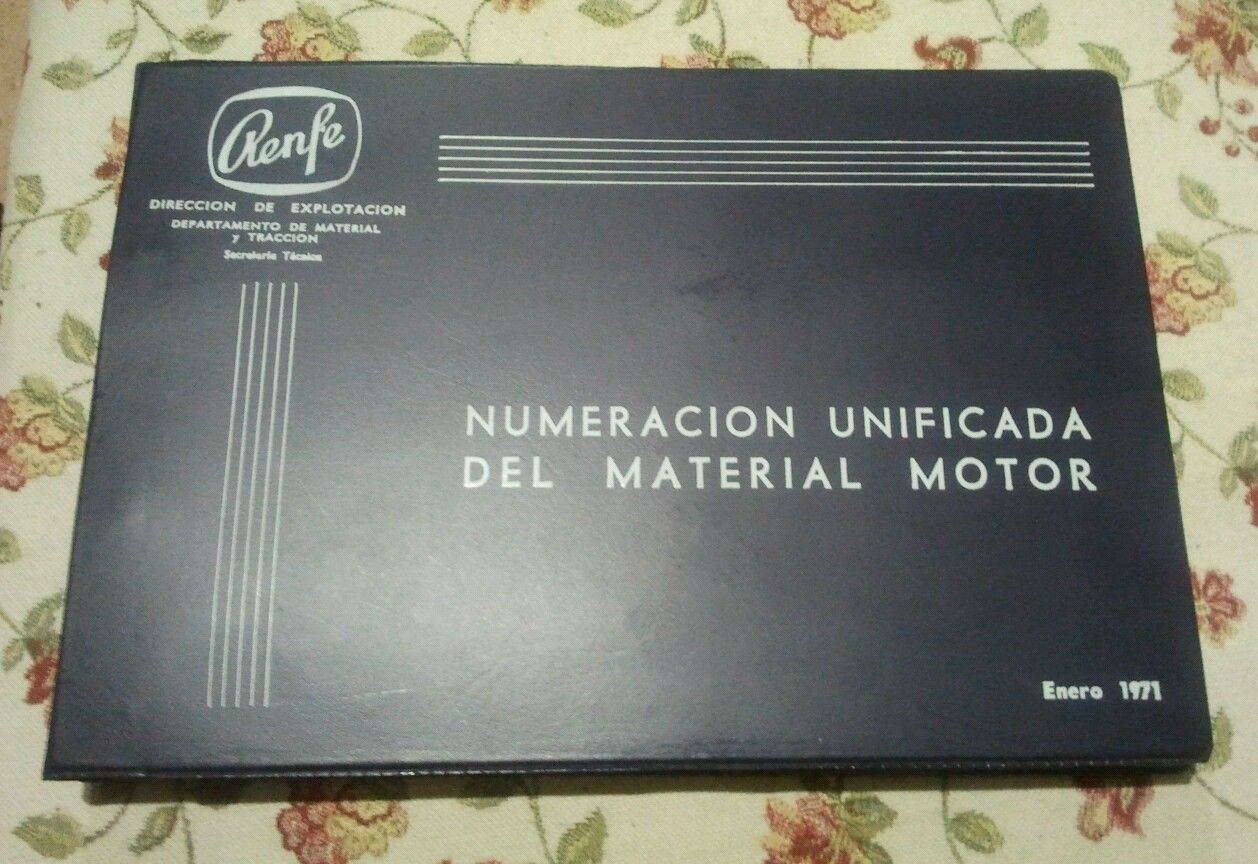 Renfe
DIRECCION DE EXPLOTACION
DEPARTAMENTO DE MATERIAL
y TRACCION
Secretaría Técnica
NUMERACION UNIFICADA
DEL MATERIAL MOTOR
Enero 1971